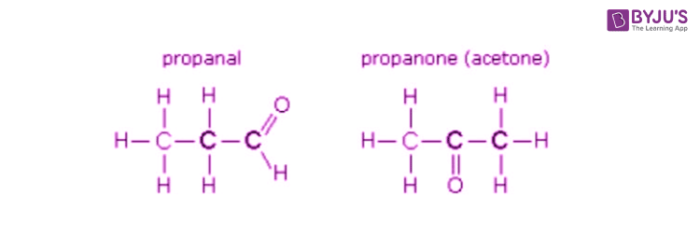 BYJU'S
The Learning App
propanal
propanone (acetone)
H H O H H
H—C—C—C H—C—C—C—H
H H H H O H